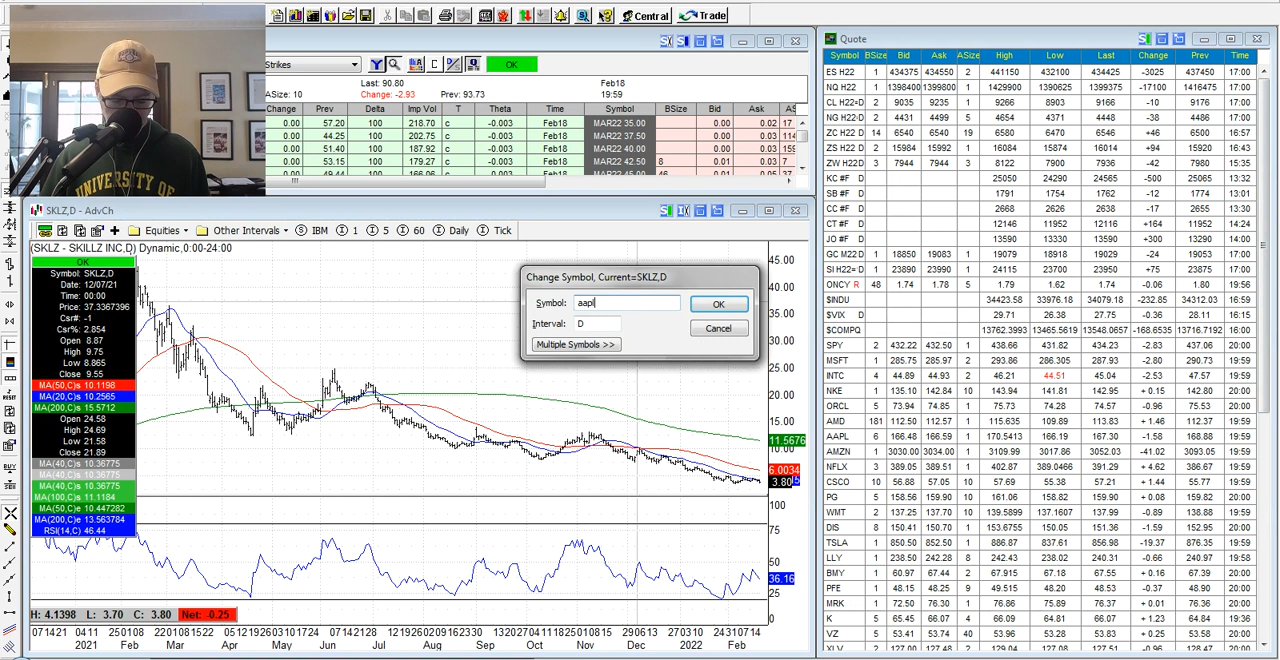 Central Trade
Strikes
OK
ASize: 10
Last: 90.80
Change: -2.93
Prev: 93.73
Feb18
19:59
Change Prev Delta Imp Vol T Theta Time Symbol BSize Bid Ask AS
0.00 57.20 100 218.70 c -0.003 Feb18 MAR22 35.00 0.00 0.02 17
0.00 44.25 100 202.75 c -0.003 Feb18 MAR22 37.50 0.00 0.03 114
0.00 51.40 100 187.92 c -0.003 Feb18 MAR22 40.00 0.00 0.03 159
0.00 53.15 100 179.27 c -0.003 Feb18 MAR22 42.50 8 0.01 0.03 7
0.00 49.44 100 166.06 c -0.003 Feb18 MAR22 45.00 46 0.01 0.05 37
UNIVERSITY OF
SKLZ,D - AdvCh
Equities Other Intervals IBM 1 5 60 Daily Tick
(SKLZ - SKILLZ INC,D) Dynamic,0:00-24:00
OK
Symbol: SKLZ,D
Date: 12/07/21
Time: 00:00
Price: 37.3367396
Csr#: -1
Csr%: 2.854
Open 8.87
High 9.75
Low 8.865
Close 9.55
MA(50,C)s 10.1198
MA(20,C)s 10.2565
MA(200,C)s 15.5712
Open 24.58
High 24.69
Low 21.58
Close 21.89
MA(40,C)s 10.36775
MA(40,C)s 10.36775
MA(40,C)s 10.36775
MA(100,C)s 11.1184
MA(50,C)e 10.447282
MA(200,C)e 13.563784
RSI(14,C) 46.44
Change Symbol, Current=SKLZ,D
Symbol: aapl
OK
Interval: D
Cancel
Multiple Symbols >>
45.00
35.00
30.00
25.00
15.00
11.5676
10.00
6.0034
3.80
100
75
50
36.16
25
0
H: 4.1398 L: 3.70 C: 3.80 Net: -0.25
2021 Feb Mar Apr May Jun Jul Aug Sep Oct Nov Dec 2022 Feb
Quote
Symbol BSize Bid Ask ASize High Low Last Change Prev Time
ES H22 1 434375 434550 2 441150 432100 434425 -3025 437450 17:00
NQ H22 1 1398400 1399800 1 1429900 1390625 1399375 -17100 1416475 17:00
CL H22=D 2 9035 9235 1 9266 8903 9166 -10 9176 17:00
NG H22=D 2 4431 4499 5 4654 4371 4448 -38 4486 17:00
ZC H22 D 14 6540 6540 19 6580 6470 6546 +46 6500 16:57
ZS H22 D 2 15984 15992 1 16084 15874 16014 +94 15920 16:43
ZW H22D 3 7944 7944 3 8122 7900 7936 -42 7980 15:35
KC #F D 25050 24290 24565 -500 25065 13:32
SB #F D 1791 1754 1762 -12 1774 13:01
CC #F D 2668 2626 2638 -17 2655 13:30
CT #F D 12146 11952 12116 +164 11952 14:20
JO #F D 13590 13330 13590 +300 13290 14:00
GC M22 D 1 18850 19083 1 19079 18918 19029 -24 19053 17:00
SI H22= D 1 23890 23990 1 24115 23700 23950 +75 23875 17:00
ONCY R 48 1.74 1.78 5 1.79 1.62 1.74 -0.06 1.80 19:56
$INDU 34423.58 33976.18 34079.18 -232.85 34312.03 16:59
$VIX D 29.71 26.38 27.75 -0.36 28.11 16:15
$COMPQ 13762.3993 13465.5619 13548.0657 -168.6535 13716.7192 16:00
SPY 2 432.22 432.50 1 438.66 431.82 434.23 -2.83 437.06 20:00
MSFT 1 285.75 285.97 2 293.86 286.305 287.93 -2.80 290.73 19:59
INTC 4 44.89 44.93 2 46.21 44.51 45.04 -2.53 47.57 19:59
NKE 1 135.10 142.84 10 143.94 141.81 142.95 +0.15 142.80 20:00
ORCL 5 73.94 74.85 1 75.73 74.28 74.57 -0.96 75.53 20:00
AMD 181 112.50 112.57 1 115.635 109.89 113.83 +1.46 112.37 19:59
AAPL 6 166.48 166.59 1 170.5413 166.19 167.30 -1.58 168.88 19:59
AMZN 1 3030.00 3034.00 1 3109.99 3017.86 3052.03 -41.02 3093.05 19:59
NFLX 3 389.05 389.51 1 402.87 389.0466 391.29 +4.62 386.67 19:59
CSCO 10 56.88 57.05 10 57.69 55.38 57.21 +1.44 55.77 19:59
PG 5 158.56 159.90 10 161.06 158.82 159.90 +0.08 159.82 20:00
WMT 2 137.25 137.70 10 139.5899 137.1607 137.99 -0.89 138.88 20:00
DIS 8 150.41 150.70 1 153.6755 150.05 151.36 -1.59 152.95 20:00
TSLA 1 850.50 852.50 1 886.87 837.61 856.98 -19.37 876.35 19:59
LLY 2 238.50 242.28 8 242.43 238.02 240.31 -0.66 240.97 19:58
BMY 1 60.97 67.44 2 67.91 67.18 67.55 +0.16 67.39 20:00
PFE 4 48.15 48.25 9 49.515 48.20 48.53 -0.37 48.90 20:00
MRK 1 72.50 76.30 1 76.86 75.89 76.37 +0.01 76.36 20:00
K 5 65.45 66.07 4 66.09 64.81 66.07 +1.23 64.84 19:36
VZ 5 53.41 53.74 40 53.96 53.28 53.83 +0.25 53.58 20:00